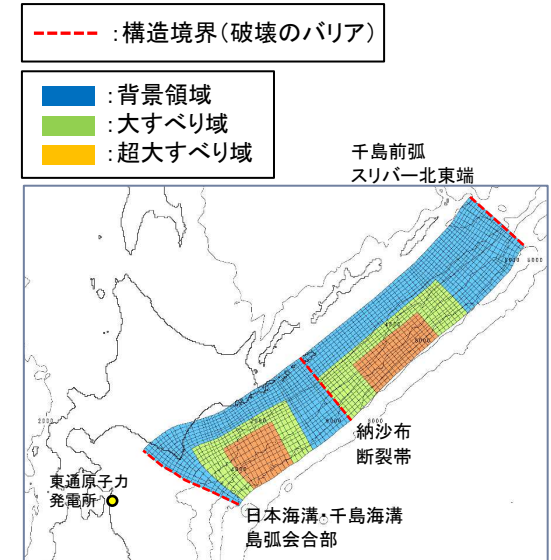 ：構造境界（破壊のバリア）
：背景領域
：大すべり域
：超大すべり域
千島前弧
スリバー北東端
納沙布
断裂帯
東通原子力
発電所
日本海溝・千島海溝
島弧会合部